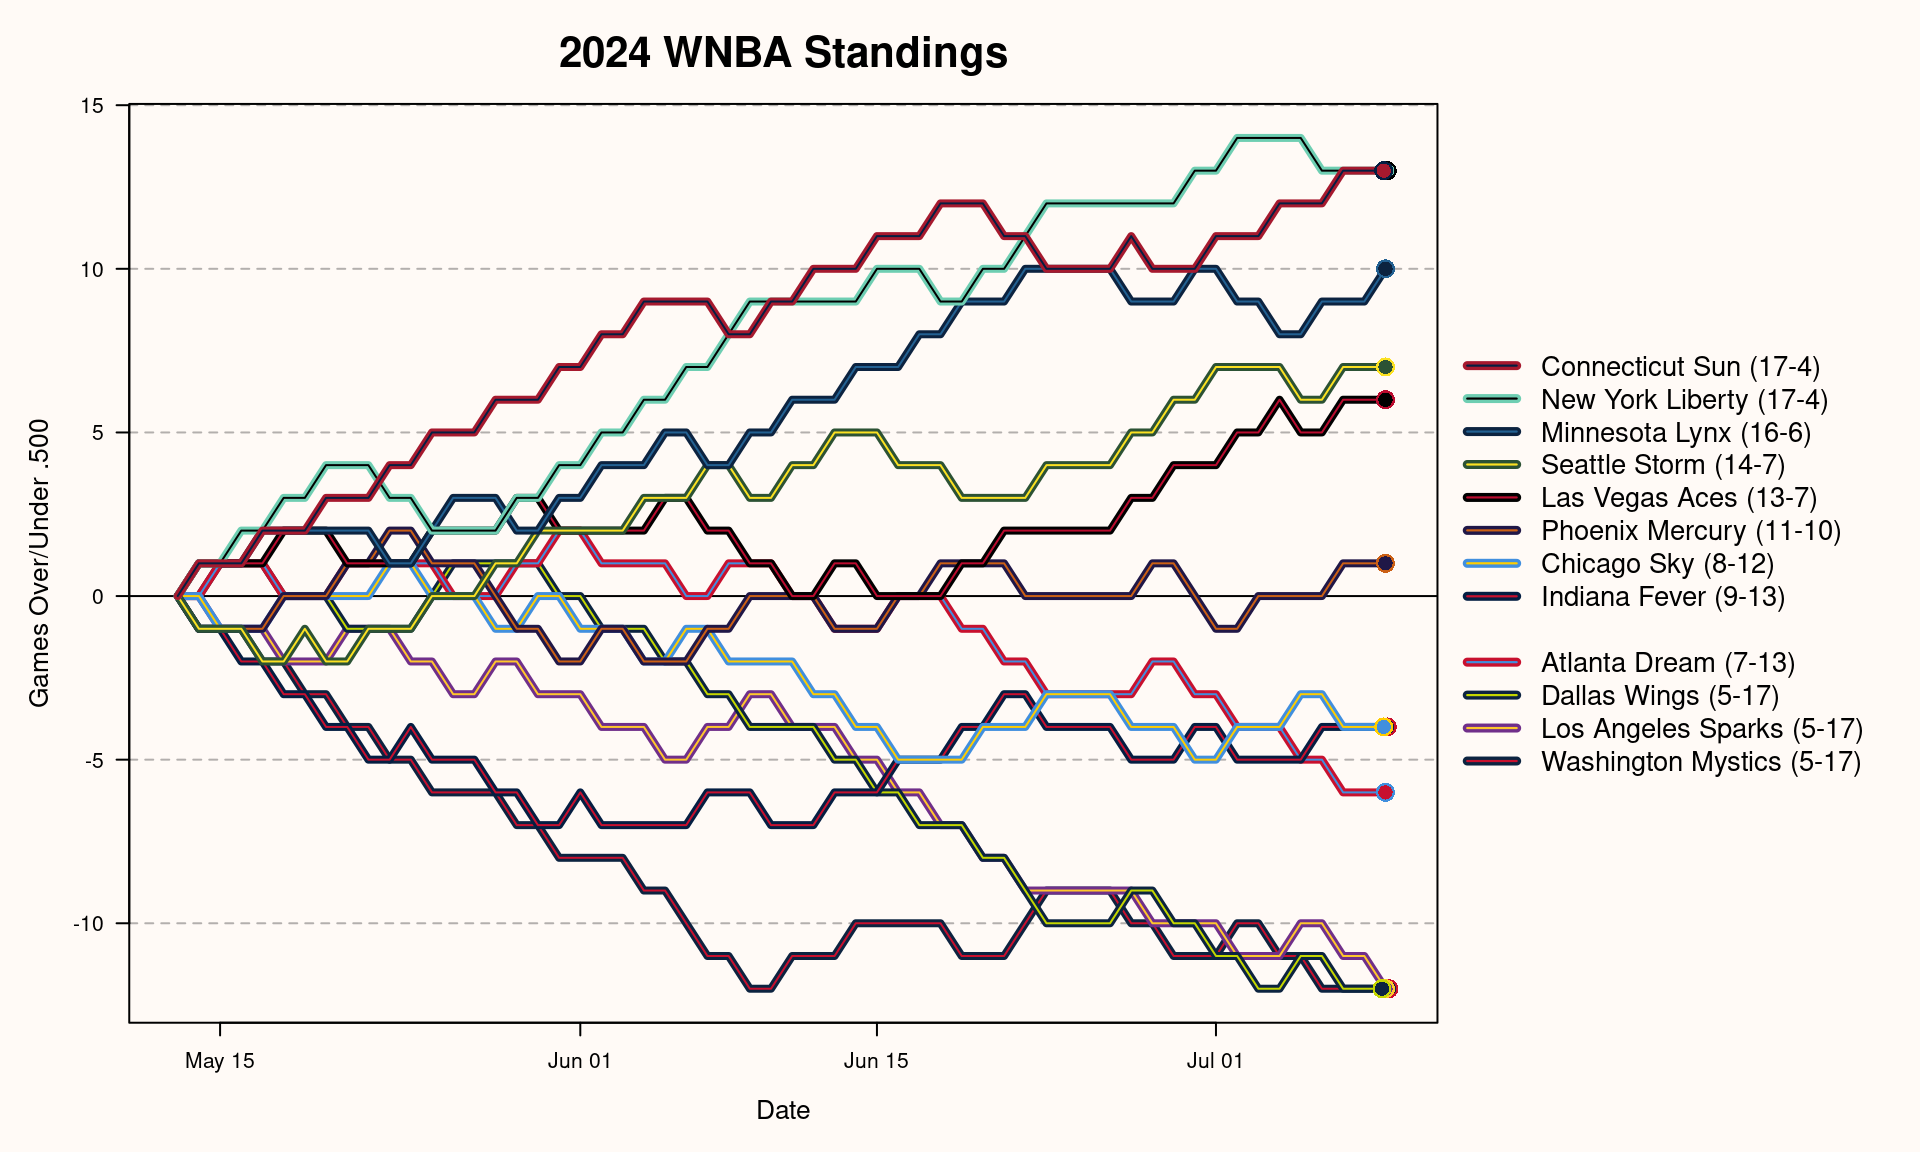 2024 WNBA Standings
15
10
5
0
-5
-10
Games Over/Under .500
May 15
Jun 01
Jun 15
Jul 01
Date
Connecticut Sun (17-4)
New York Liberty (17-4)
Minnesota Lynx (16-6)
Seattle Storm (14-7)
Las Vegas Aces (13-7)
Phoenix Mercury (11-10)
Chicago Sky (8-12)
Indiana Fever (9-13)
Atlanta Dream (7-13)
Dallas Wings (5-17)
Los Angeles Sparks (5-17)
Washington Mystics (5-17)